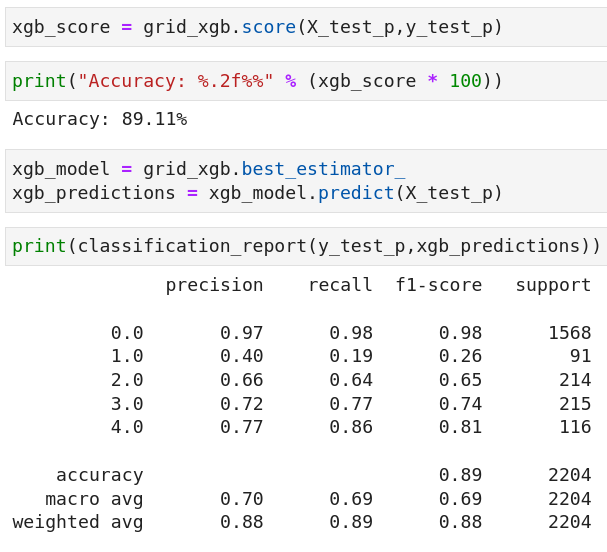 xgb_score = grid_xgb.score(X_test_p,y_test_p)
print("Accuracy: %.2f%%" % (xgb_score * 100))
Accuracy: 89.11%
xgb_model = grid_xgb.best_estimator_
xgb_predictions = xgb_model.predict(X_test_p)
print(classification_report(y_test_p,xgb_predictions))
precision recall f1-score support
0.0 0.97 0.98 0.98 1568
1.0 0.40 0.19 0.26 91
2.0 0.66 0.64 0.65 214
3.0 0.72 0.77 0.74 215
4.0 0.77 0.86 0.81 116
accuracy 0.89 2204
macro avg 0.70 0.69 0.69 2204
weighted avg 0.88 0.89 0.88 2204